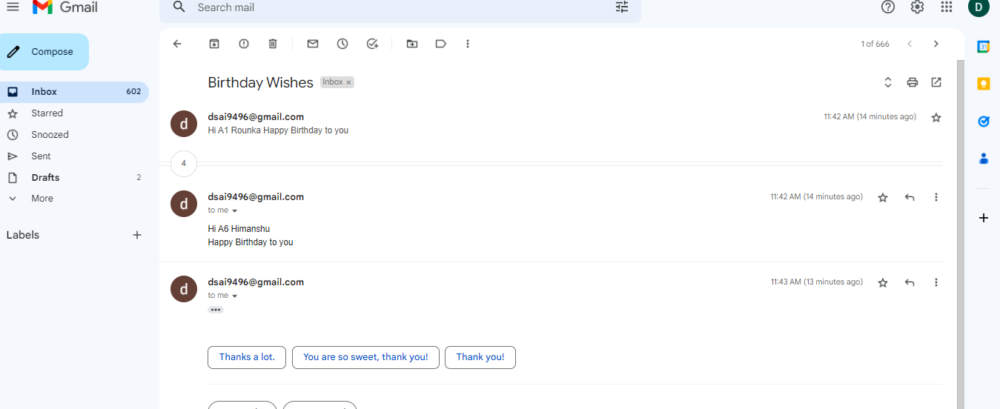 Gmail
Search mail
D
Compose
1 of 666
31
Inbox 602
Birthday Wishes Inbox ×
Starred
d dsai9496@gmail.com 11:42 AM (14 minutes ago)
Hi A1 Rounka Happy Birthday to you
Snoozed
Sent
4
Drafts 2
More
d dsai9496@gmail.com 11:42 AM (14 minutes ago)
to me
Labels
Hi A6 Himanshu
Happy Birthday to you
d dsai9496@gmail.com 11:43 AM (13 minutes ago)
to me
Thanks a lot. You are so sweet, thank you! Thank you!